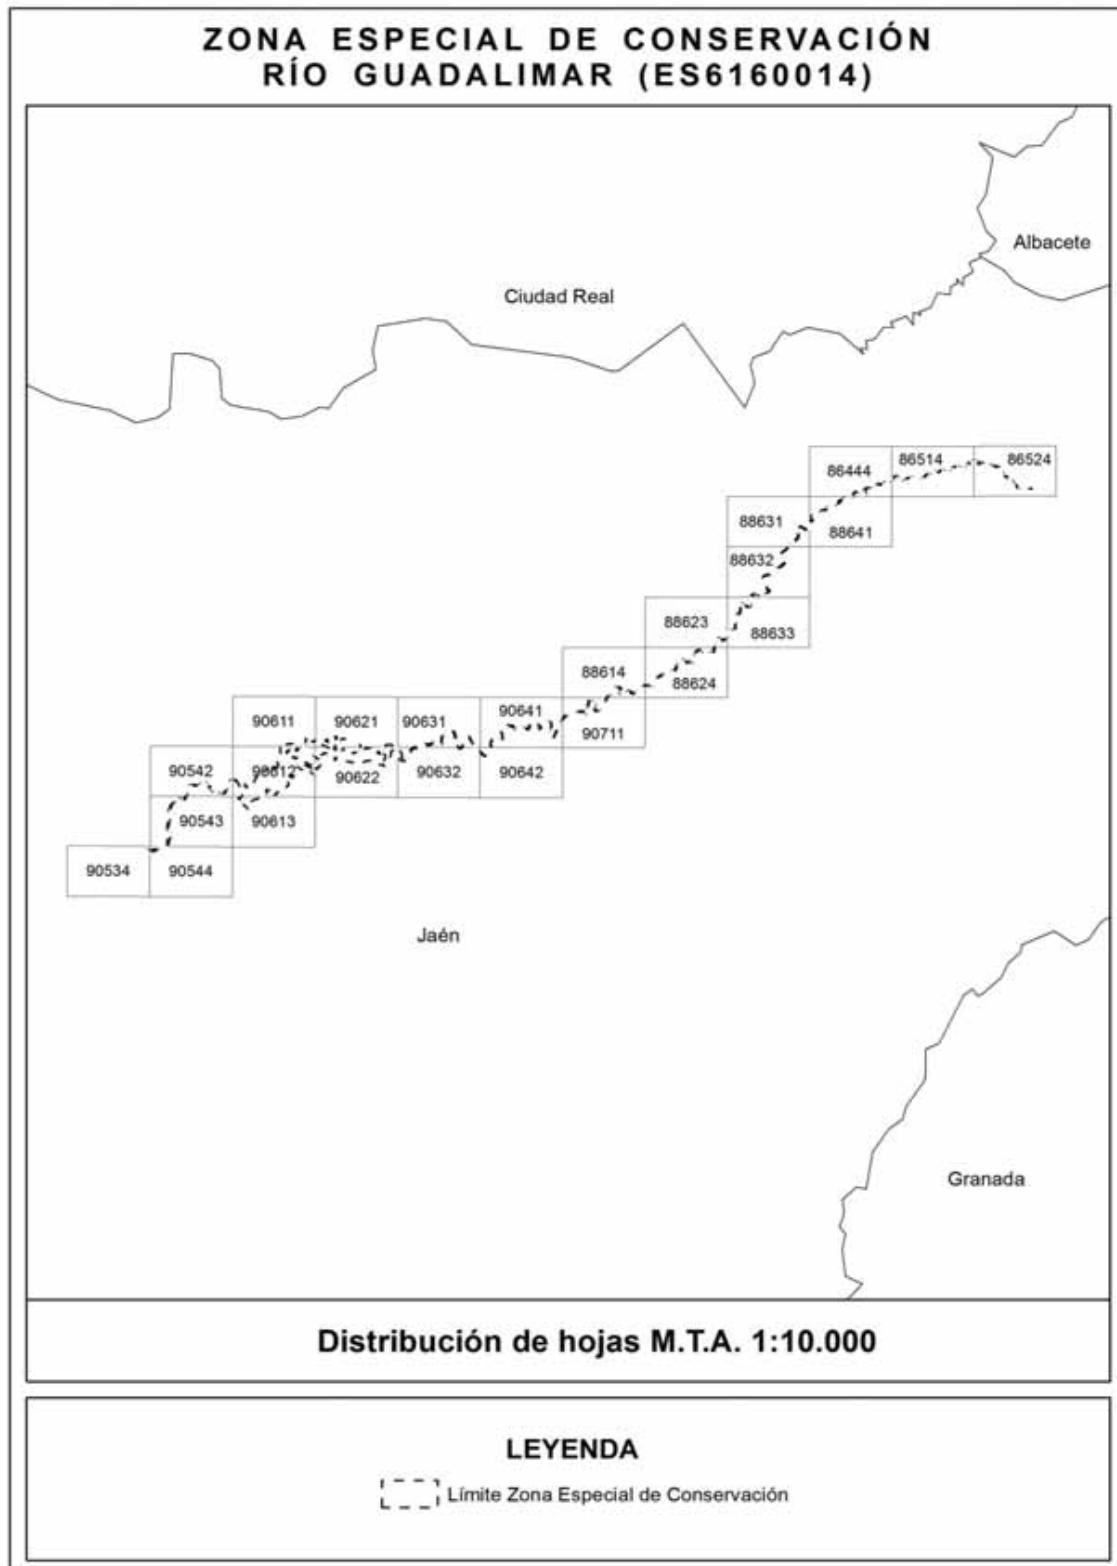 ZONA ESPECIAL DE CONSERVACIÓN
RÍO GUADALIMAR (ES6160014)
Albacete
Ciudad Real
86444
86514
86524
88631
88641
88632
88623
88633
88614
88624
90611
90621
90631
90641
90711
90542
90612
90622
90632
90642
90543
90613
90534
90544
Jaén
Granada
Distribución de hojas M.T.A. 1:10.000
LEYENDA
Límite Zona Especial de Conservación